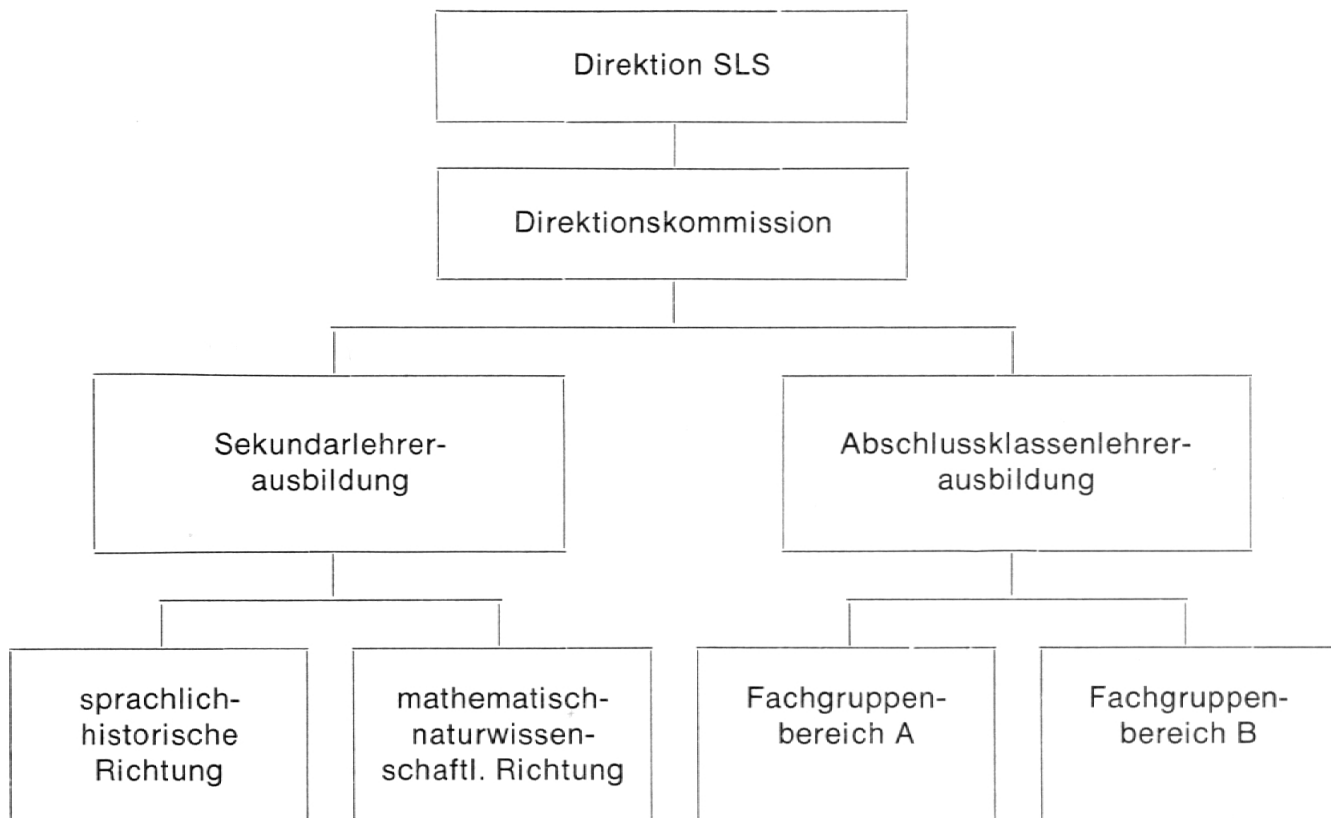 Direktion SLS
Direktionskommission
Sekundarlehrer-
ausbildung
Abschlussklassenlehrer-
ausbildung
sprachlich-
historische
Richtung
mathematisch-
naturwissen-
schaftl. Richtung
Fachgruppen-
bereich A
Fachgruppen-
bereich B